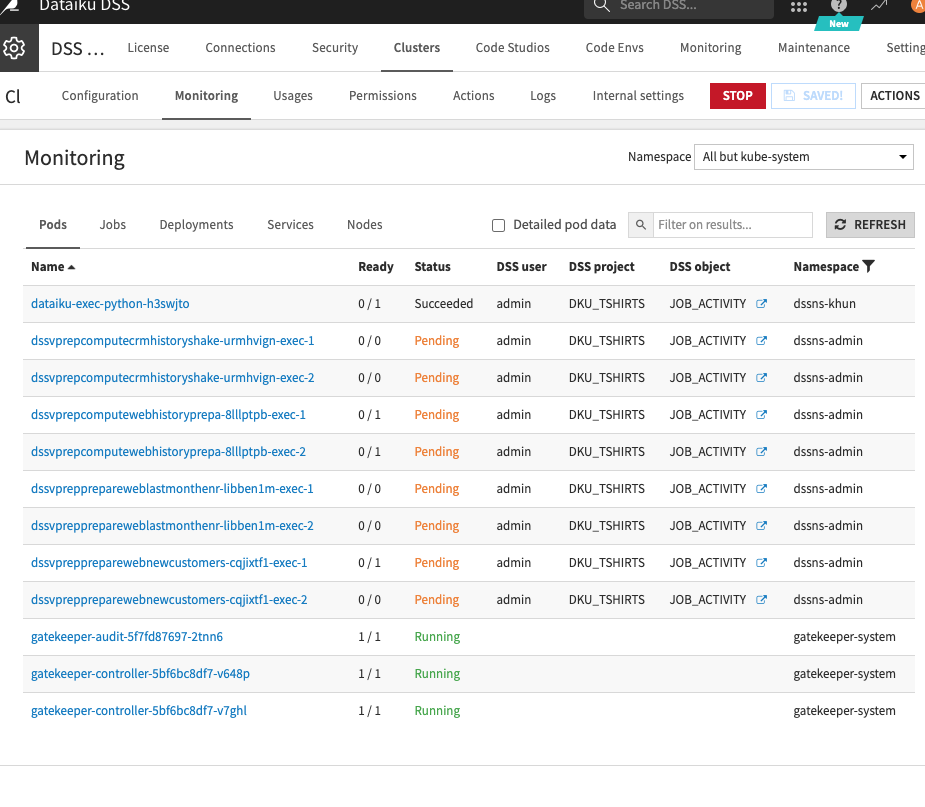 Dataiku DSS Search DSS... ?
New
DSS ... License Connections Security Clusters Code Studios Code Envs Monitoring Maintenance Setting
Cl Configuration Monitoring Usages Permissions Actions Logs Internal settings STOP SAVED! ACTIONS
Monitoring Namespace All but kube-system
Pods Jobs Deployments Services Nodes Detailed pod data Filter on results... REFRESH
Name Ready Status DSS user DSS project DSS object Namespace
dataiku-exec-python-h3swjto 0 / 1 Succeeded admin DKU_TSHIRTS JOB_ACTIVITY dssns-khun
dssvprepcomputecrmhistoryshake-urmhvign-exec-1 0 / 0 Pending admin DKU_TSHIRTS JOB_ACTIVITY dssns-admin
dssvprepcomputecrmhistoryshake-urmhvign-exec-2 0 / 0 Pending admin DKU_TSHIRTS JOB_ACTIVITY dssns-admin
dssvprepcomputewebhistoryprepa-8lllptpb-exec-1 0 / 1 Pending admin DKU_TSHIRTS JOB_ACTIVITY dssns-admin
dssvprepcomputewebhistoryprepa-8lllptpb-exec-2 0 / 1 Pending admin DKU_TSHIRTS JOB_ACTIVITY dssns-admin
dssvprepprepareweblastmonthenr-libben1m-exec-1 0 / 0 Pending admin DKU_TSHIRTS JOB_ACTIVITY dssns-admin
dssvprepprepareweblastmonthenr-libben1m-exec-2 0 / 0 Pending admin DKU_TSHIRTS JOB_ACTIVITY dssns-admin
dssvpreppreparewebnewcustomers-cqjixtf1-exec-1 0 / 1 Pending admin DKU_TSHIRTS JOB_ACTIVITY dssns-admin
dssvpreppreparewebnewcustomers-cqjixtf1-exec-2 0 / 0 Pending admin DKU_TSHIRTS JOB_ACTIVITY dssns-admin
gatekeeper-audit-5f7fd87697-2tnn6 1 / 1 Running gatekeeper-system
gatekeeper-controller-5bf6bc8df7-v648p 1 / 1 Running gatekeeper-system
gatekeeper-controller-5bf6bc8df7-v7ghl 1 / 1 Running gatekeeper-system